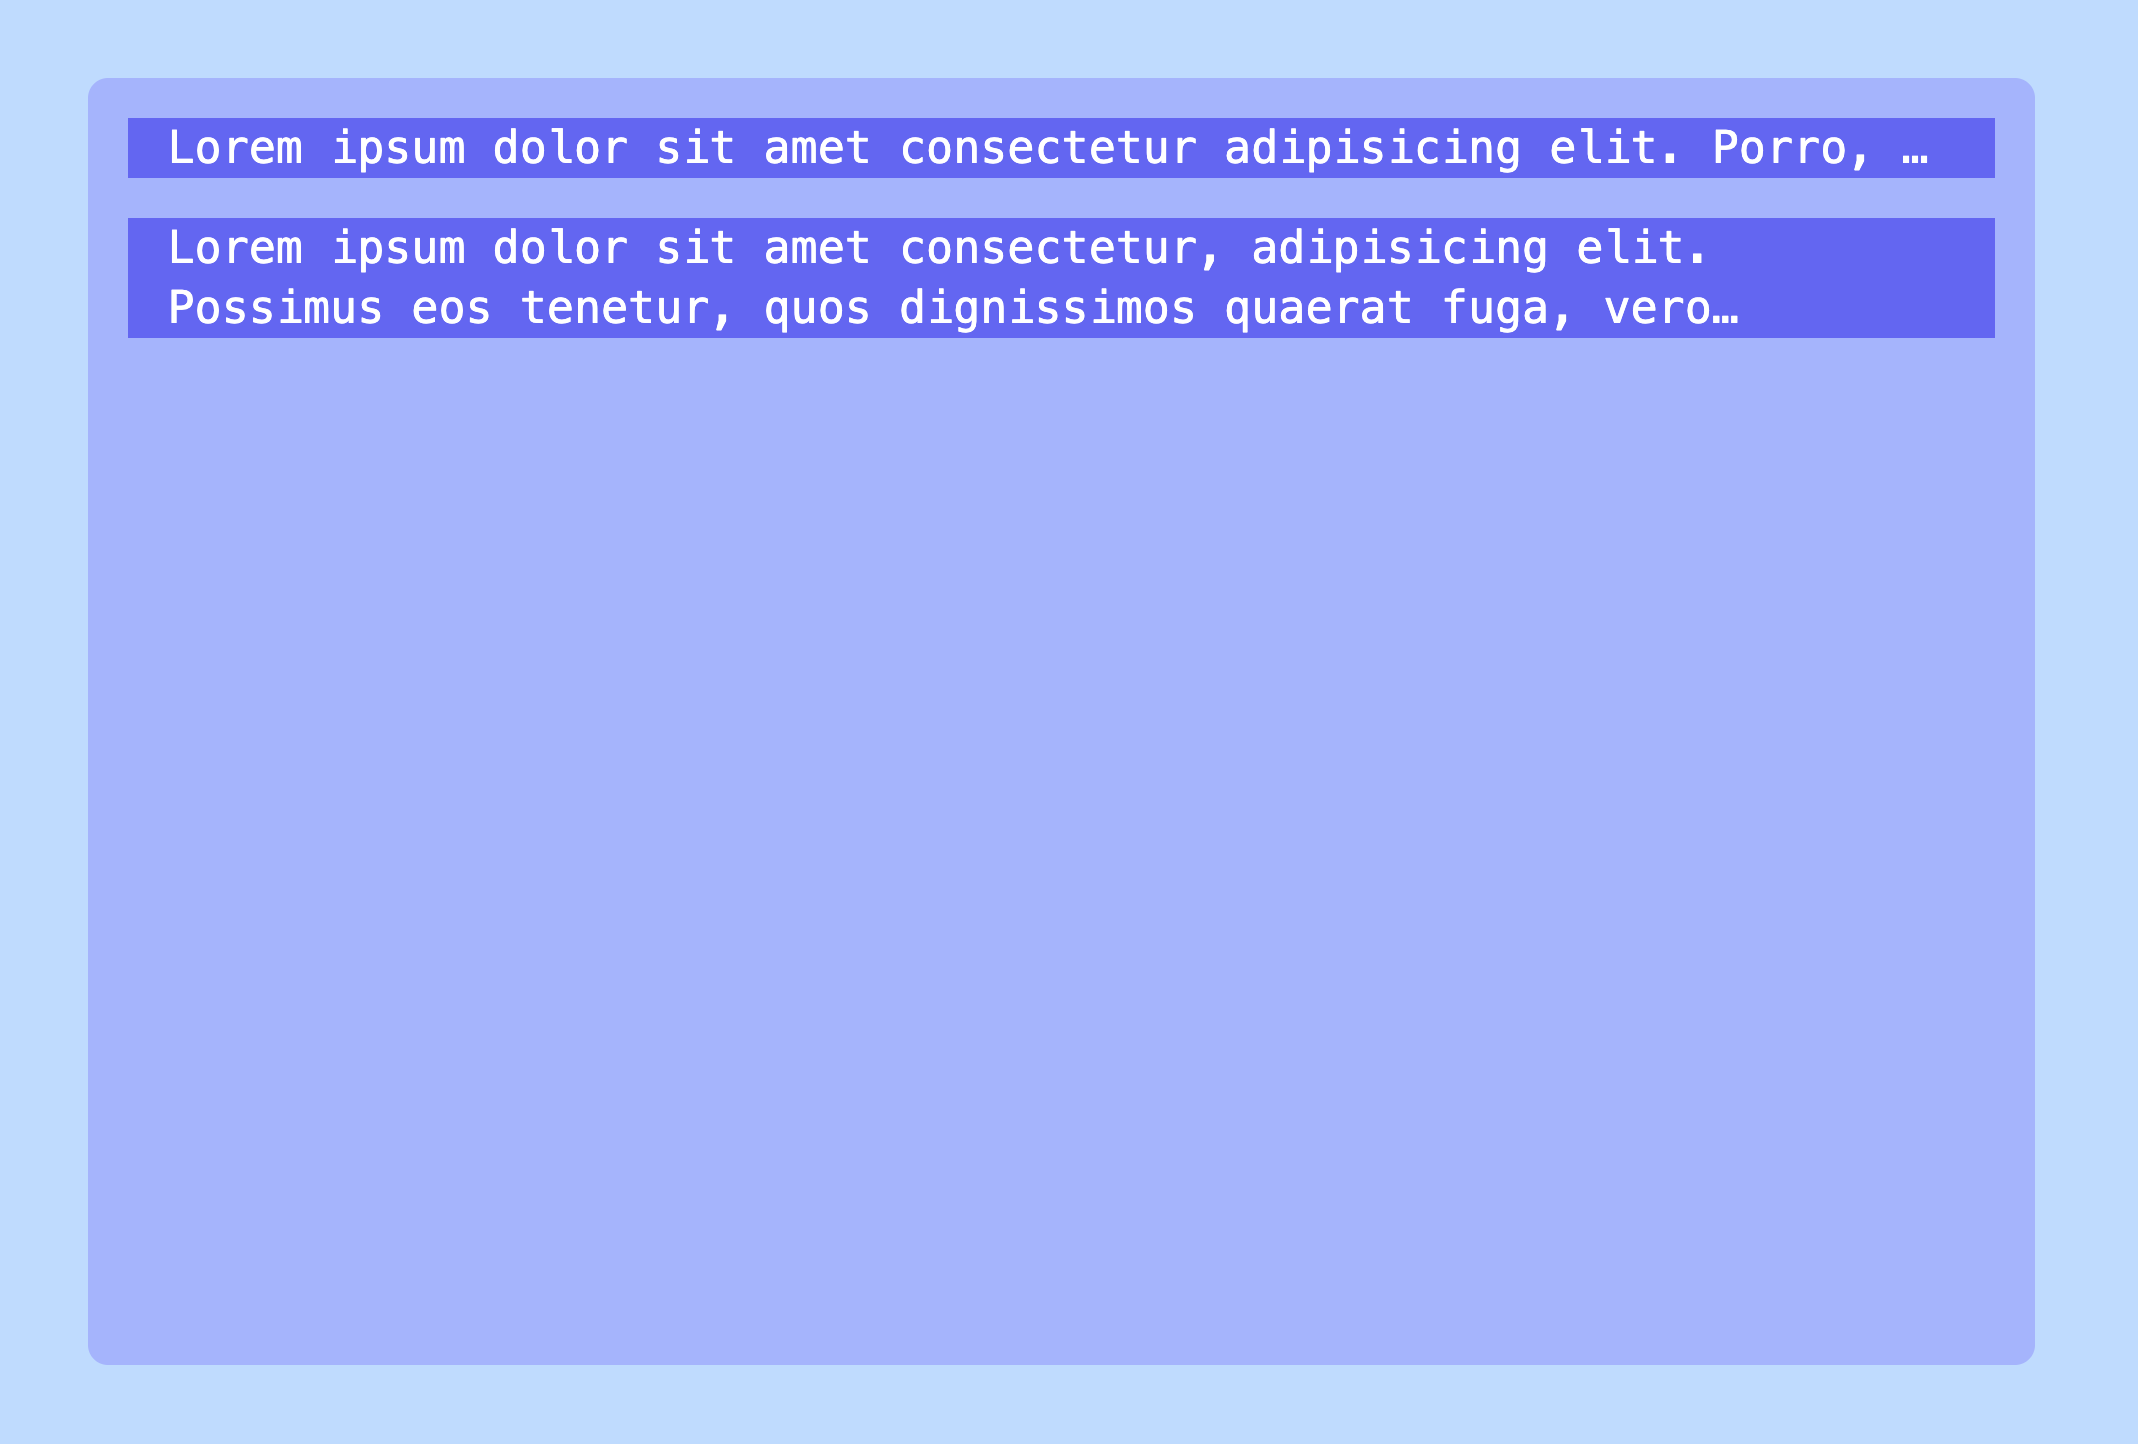 Lorem ipsum dolor sit amet consectetur adipisicing elit. Porro, …
Lorem ipsum dolor sit amet consectetur, adipisicing elit.
Possimus eos tenetur, quos dignissimos quaerat fuga, vero…